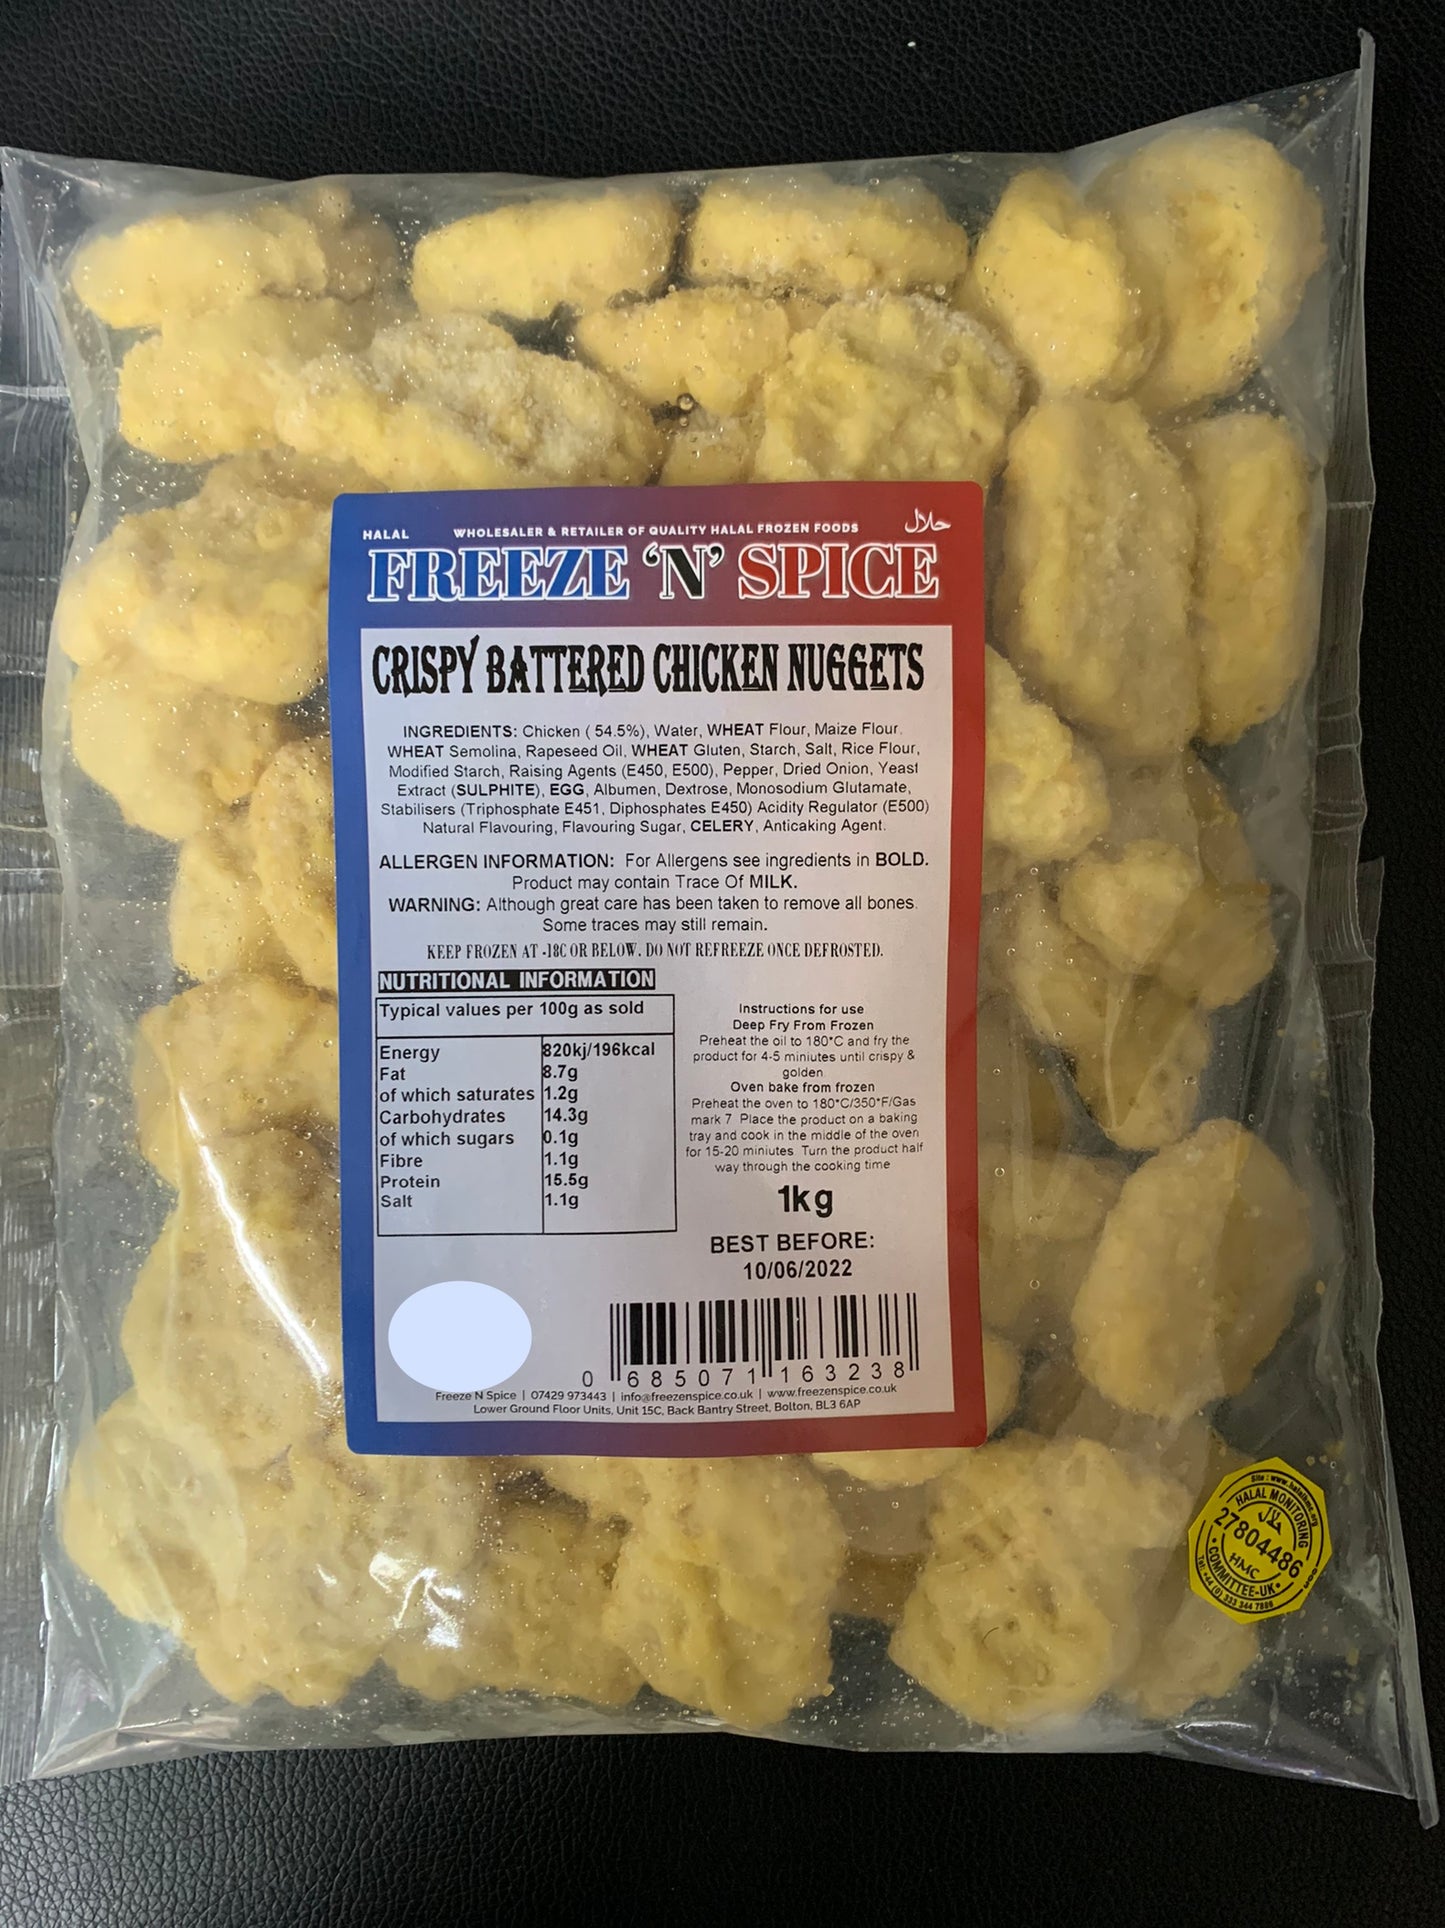 HALAL WHOLESALER & RETAILER OF QUALITY HALAL FROZEN FOODS حلال
FREEZE ‘N’ SPICE
CRISPY BATTERED CHICKEN NUGGETS
INGREDIENTS: Chicken ( 54.5%), Water, WHEAT Flour, Maize Flour.
WHEAT Semolina, Rapeseed Oil, WHEAT Gluten, Starch, Salt, Rice Flour,
Modified Starch, Raising Agents (E450, E500), Pepper, Dried Onion, Yeast
Extract (SULPHITE), EGG, Albumen, Dextrose, Monosodium Glutamate,
Stabilisers (Triphosphate E451, Diphosphates E450) Acidity Regulator (E500)
Natural Flavouring, Flavouring Sugar, CELERY, Anticaking Agent.
ALLERGEN INFORMATION: For Allergens see ingredients in BOLD.
Product may contain Trace Of MILK.
WARNING: Although great care has been taken to remove all bones.
Some traces may still remain.
KEEP FROZEN AT -18C OR BELOW. DO NOT REFREEZE ONCE DEFROSTED.
NUTRITIONAL INFORMATION
Typical values per 100g as sold
Energy 820kj/196kcal
Fat 8.7g
of which saturates 1.2g
Carbohydrates 14.3g
of which sugars 0.1g
Fibre 1.1g
Protein 15.5g
Salt 1.1g
Instructions for use
Deep Fry From Frozen
Preheat the oil to 180°C and fry the
product for 4-5 miniutes until crispy &
golden
Oven bake from frozen
Preheat the oven to 180°C/350°F/Gas
mark 7 Place the product on a baking
tray and cook in the middle of the oven
for 15-20 miniutes Turn the product half
way through the cooking time
1kg
BEST BEFORE:
10/06/2022
0 685071 163238
Freeze N Spice | 07429 973443 | info@freezenspice.co.uk | www.freezenspice.co.uk
Lower Ground Floor Units, Unit 15C, Back Bantry Street, Bolton, BL3 6AP
Site : www.halalhmc.org
HALAL MONITORING
حلال
27804486
HMC
COMMITTEE-UK
Tel: +44 (0) 333 344 7866